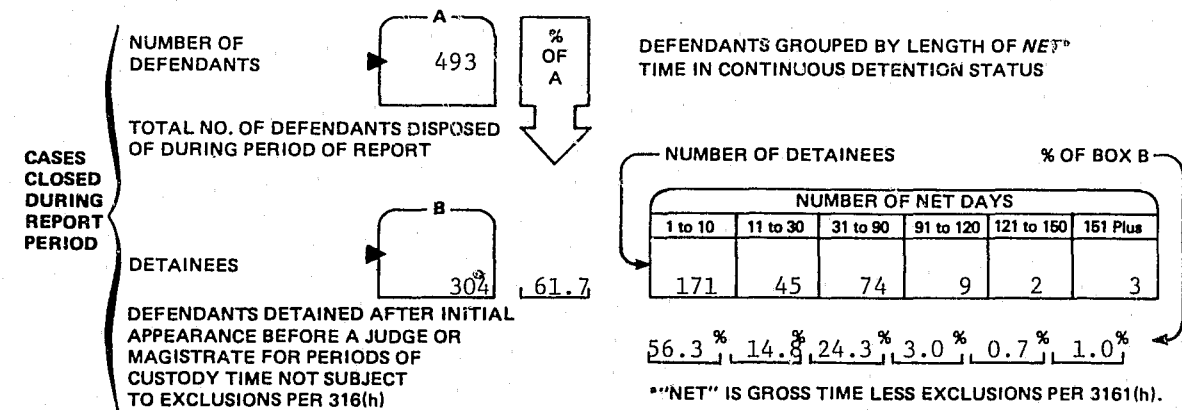 CASES
CLOSED
DURING
REPORT
PERIOD
A
NUMBER OF
DEFENDANTS
493
%
OF
A
TOTAL NO. OF DEFENDANTS DISPOSED
OF DURING PERIOD OF REPORT
B
DETAINEES
304 61.7
DEFENDANTS DETAINED AFTER INITIAL
APPEARANCE BEFORE A JUDGE OR
MAGISTRATE FOR PERIODS OF
CUSTODY TIME NOT SUBJECT
TO EXCLUSIONS PER 316(h)
DEFENDANTS GROUPED BY LENGTH OF NET*
TIME IN CONTINUOUS DETENTION STATUS
NUMBER OF DETAINEES % OF BOX B
NUMBER OF NET DAYS
1 to 10 11 to 30 31 to 90 91 to 120 121 to 150 151 Plus
171 45 74 9 2 3
56.3% 14.8% 24.3% 3.0% 0.7% 1.0%
*"NET" IS GROSS TIME LESS EXCLUSIONS PER 3161(h).